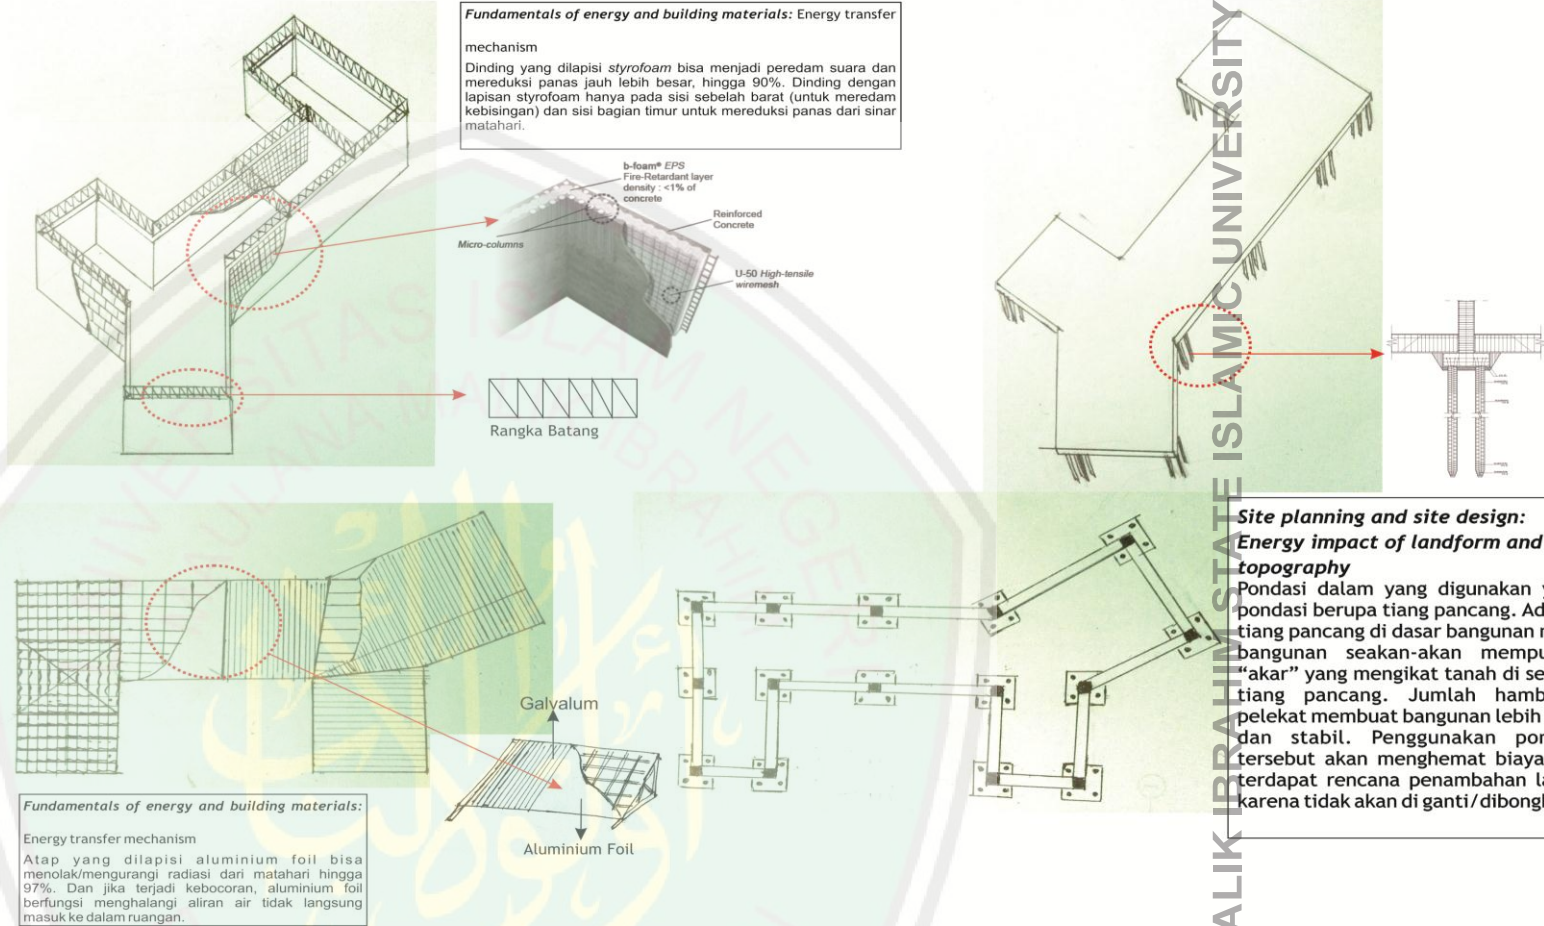 Fundamentals of energy and building materials: Energy transfer
mechanism
Dinding yang dilapisi styrofoam bisa menjadi peredam suara dan
mereduksi panas jauh lebih besar, hingga 90%. Dinding dengan
lapisan styrofoam hanya pada sisi sebelah barat (untuk meredam
kebisingan) dan sisi bagian timur untuk mereduksi panas dari sinar
matahari.
b-foam® EPS
Fire-Retardant layer
density : <1% of
concrete
Reinforced
Concrete
Micro-columns
U-50 High-tensile
wiremesh
Rangka Batang
Galvalum
Aluminium Foil
Fundamentals of energy and building materials:
Energy transfer mechanism
Atap yang dilapisi aluminium foil bisa
menolak/mengurangi radiasi dari matahari hingga
97%. Dan jika terjadi kebocoran, aluminium foil
berfungsi menghalangi aliran air tidak langsung
masuk ke dalam ruangan.
Site planning and site design:
Energy impact of landform and
topography
Pondasi dalam yang digunakan y
pondasi berupa tiang pancang. Ad
tiang pancang di dasar bangunan
bangunan seakan-akan mempu
"akar" yang mengikat tanah di se
tiang pancang. Jumlah hamb
pelekat membuat bangunan lebih
dan stabil. Penggunakan pon
tersebut akan menghemat biaya
terdapat rencana penambahan la
karena tidak akan di ganti/dibongk
ALIK IBRAHIM STATE ISLAMIC UNIVERSITY
UNIVERSITAS ISLAM NEGERI
MAULANA MALIK IBRAHIM